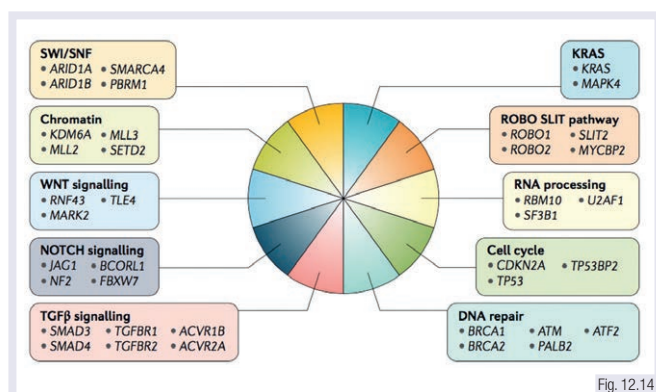 SWI/SNF
• ARID1A • SMARCA4
• ARID1B • PBRM1
Chromatin
• KDM6A • MLL3
• MLL2 • SETD2
WNT signalling
• RNF43 • TLE4
• MARK2
NOTCH signalling
• JAG1 • BCORL1
• NF2 • FBXW7
TGFβ signalling
• SMAD3 • TGFBR1 • ACVR1B
• SMAD4 • TGFBR2 • ACVR2A
KRAS
• KRAS
• MAPK4
ROBO SLIT pathway
• ROBO1 • SLIT2
• ROBO2 • MYCBP2
RNA processing
• RBM10 • U2AF1
• SF3B1
Cell cycle
• CDKN2A • TP53BP2
• TP53
DNA repair
• BRCA1 • ATM • ATF2
• BRCA2 • PALB2
Fig. 12.14